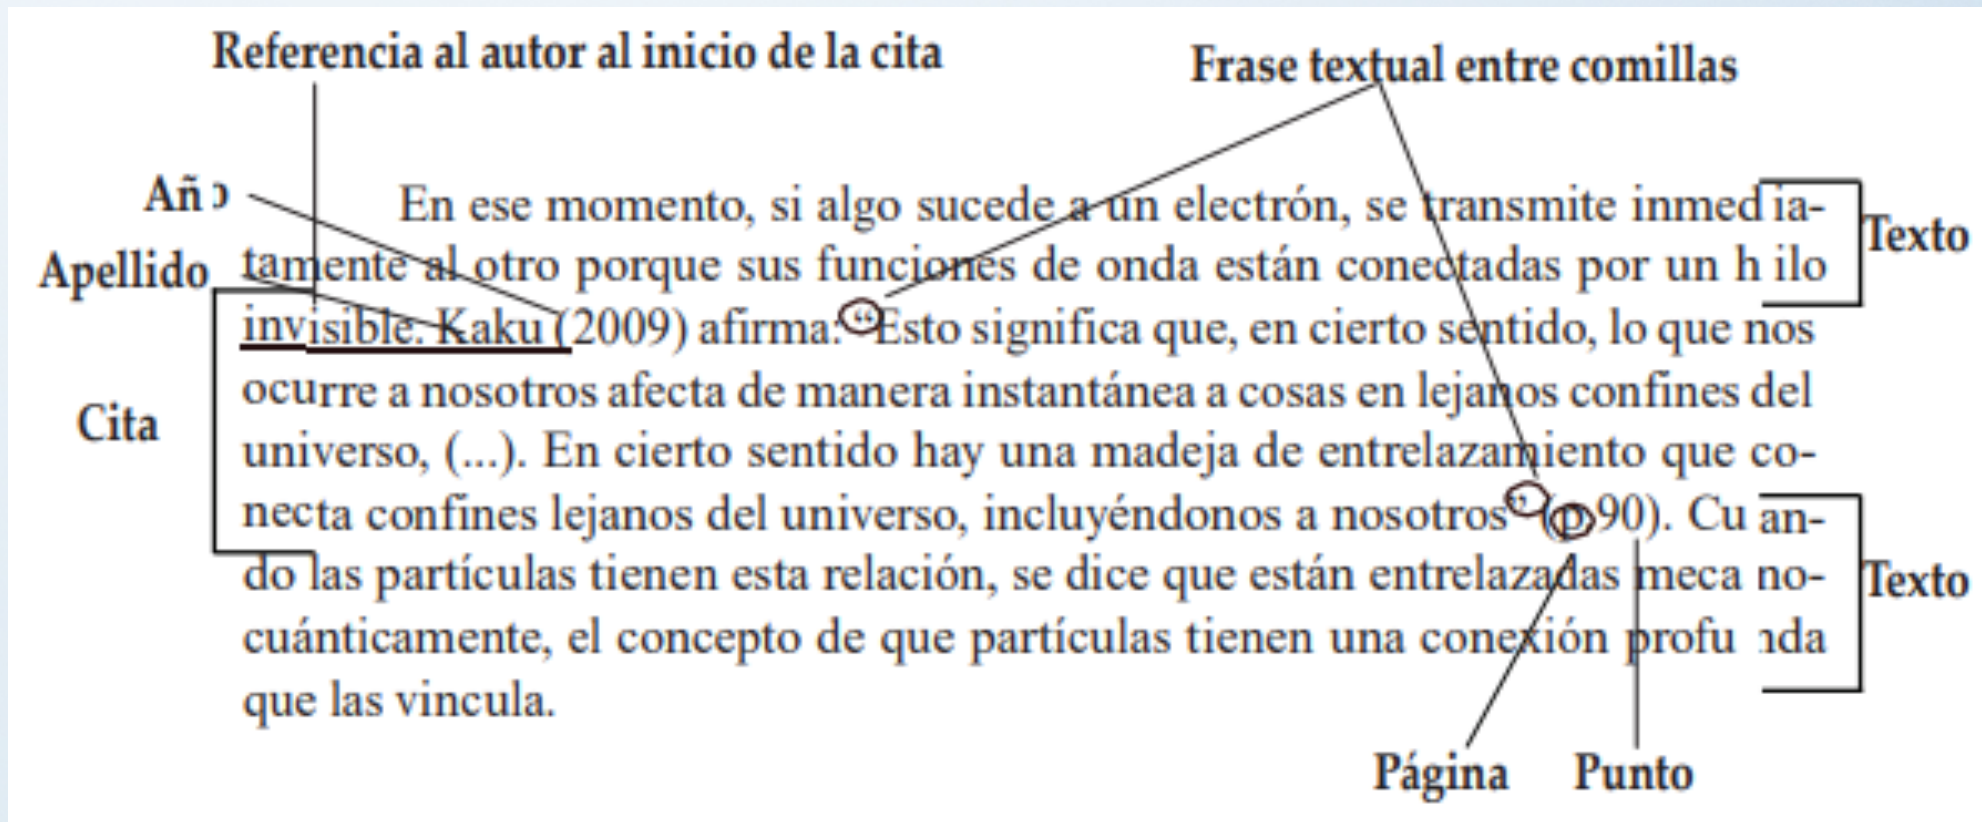 Referencia al autor al inicio de la cita
Frase textual entre comillas
Año
En ese momento, si algo sucede a un electrón, se transmite inmedia-
Texto
Apellido
tamente al otro porque sus funciones de onda están conectadas por un hilo
invisible. Kaku (2009) afirma: “Esto significa que, en cierto sentido, lo que nos
ocurre a nosotros afecta de manera instantánea a cosas en lejanos confines del
Cita
universo, (...). En cierto sentido hay una madeja de entrelazamiento que co-
necta confines lejanos del universo, incluyéndonos a nosotros” (p.90). Cuan-
do las partículas tienen esta relación, se dice que están entrelazadas mecano-
Texto
cuánticamente, el concepto de que partículas tienen una conexión profunda
que las vincula.
Página
Punto